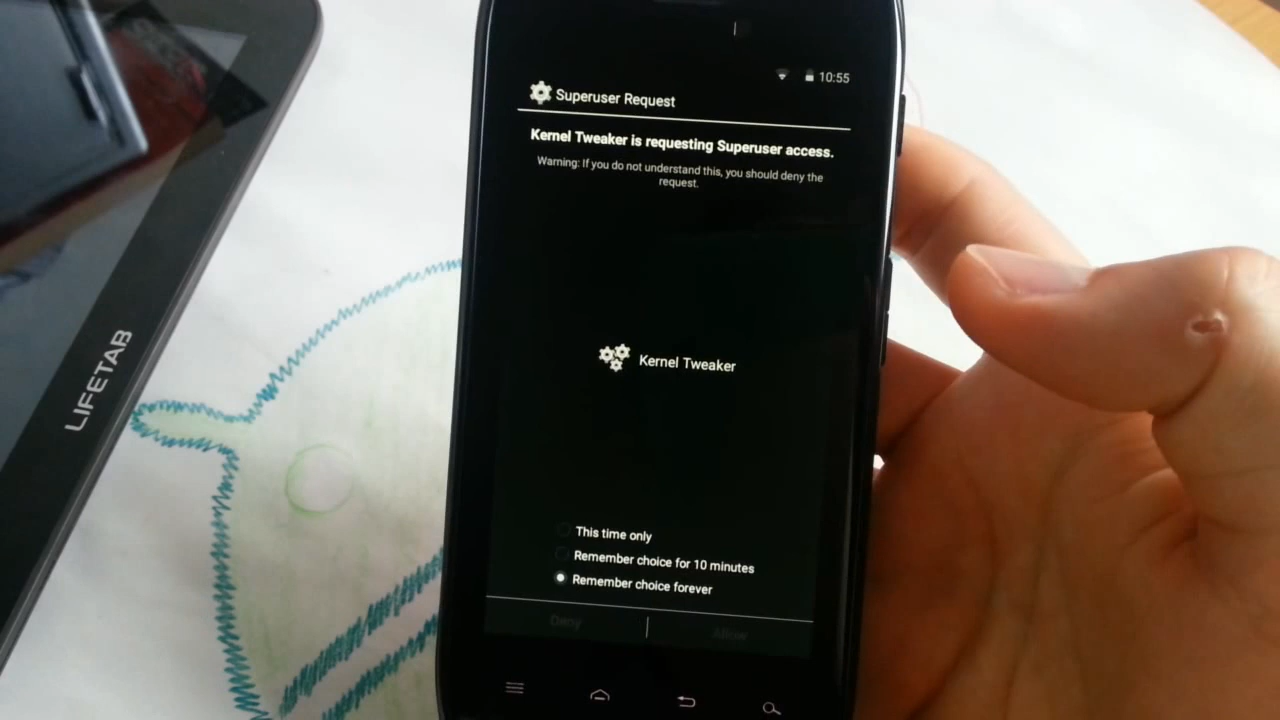 10:55
Superuser Request
Kernel Tweaker is requesting Superuser access.
Warning: If you do not understand this, you should deny the
request.
Kernel Tweaker
This time only
Remember choice for 10 minutes
Remember choice forever
Deny
Allow
LIFETAB